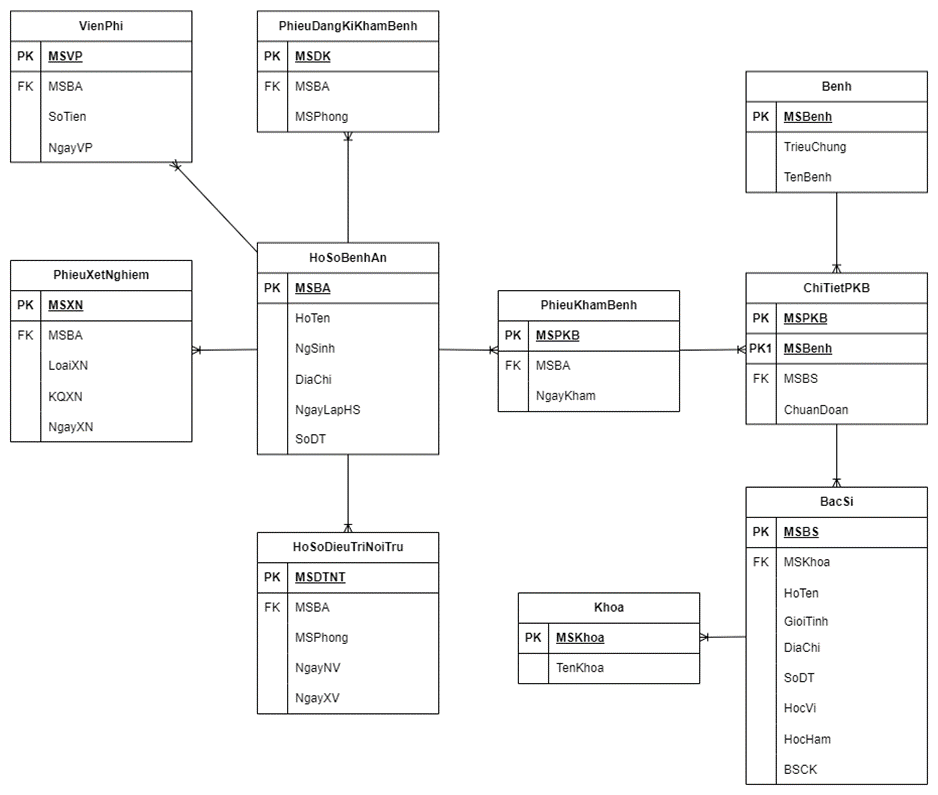 VienPhi
PK MSVP
FK MSBA
SoTien
NgayVP
PhieuDangKiKhamBenh
PK MSDK
FK MSBA
MSPhong
Benh
PK MSBenh
TrieuChung
TenBenh
PhieuXetNghiem
PK MSXN
FK MSBA
LoaiXN
KQXN
NgayXN
HoSoBenhAn
PK MSBA
HoTen
NgSinh
DiaChi
NgayLapHS
SoDT
PhieuKhamBenh
PK MSPKB
FK MSBA
NgayKham
ChiTietPKB
PK MSPKB
PK1 MSBenh
FK MSBS
ChuanDoan
HoSoDieuTriNoiTru
PK MSDTNT
FK MSBA
MSPhong
NgayNV
NgayXV
Khoa
PK MSKhoa
TenKhoa
BacSi
PK MSBS
FK MSKhoa
HoTen
GioiTinh
DiaChi
SoDT
HocVi
HocHam
BSCK